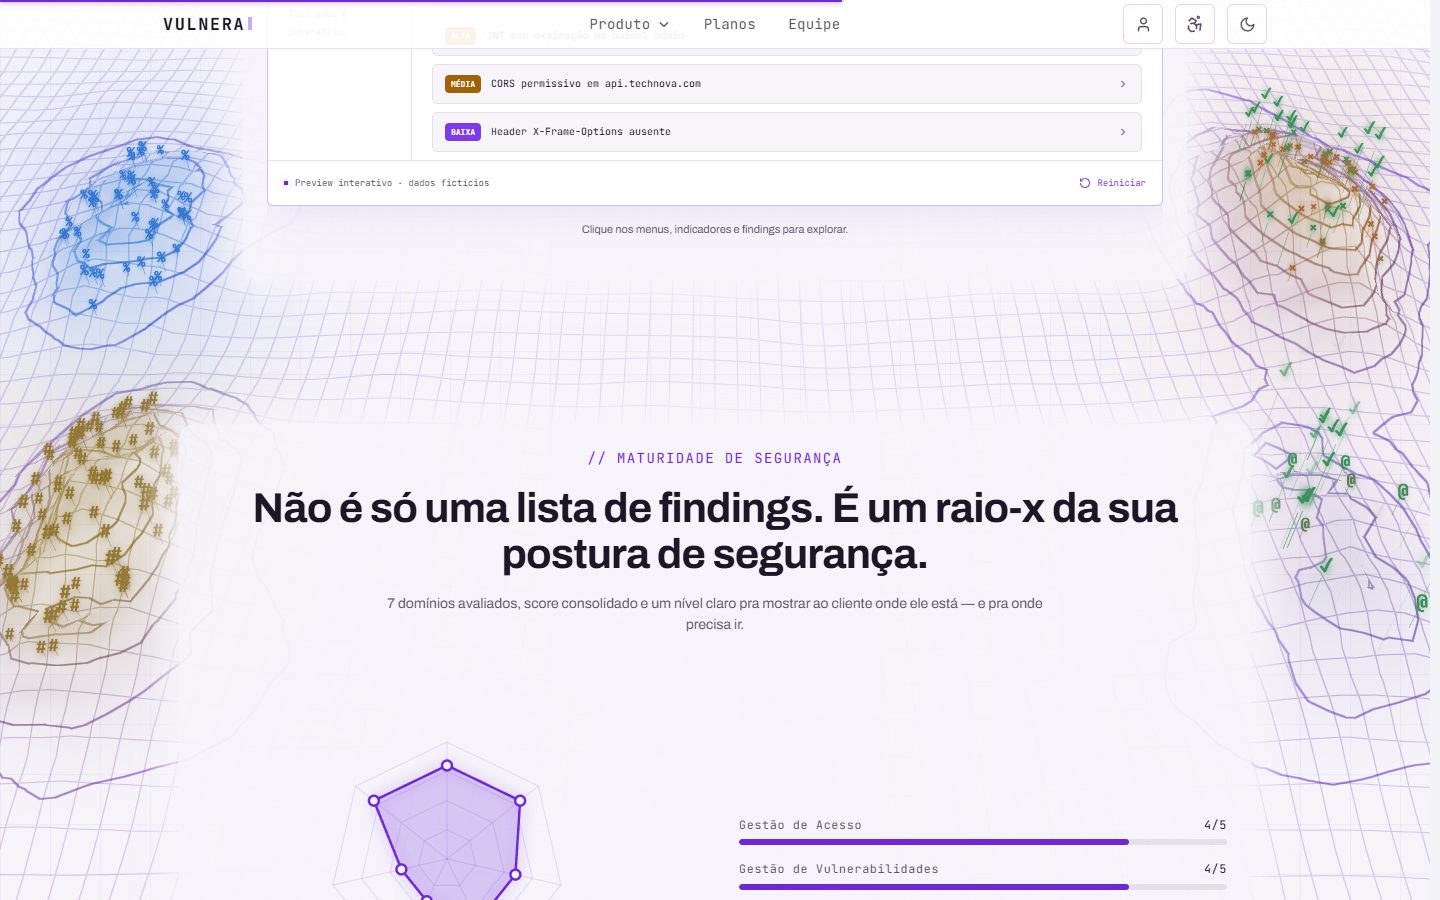 VULNERA
Produto
Planos
Equipe
interativo.
ALTA JWT sem expiração no painel admin
MÉDIA CORS permissivo em api.technova.com
BAIXA Header X-Frame-Options ausente
Preview interativo · dados fictícios
Reiniciar
Clique nos menus, indicadores e findings para explorar.
// MATURIDADE DE SEGURANÇA
Não é só uma lista de findings. É um raio-x da sua
postura de segurança.
7 domínios avaliados, score consolidado e um nível claro pra mostrar ao cliente onde ele está — e pra onde
precisa ir.
Gestão de Acesso 4/5
Gestão de Vulnerabilidades 4/5